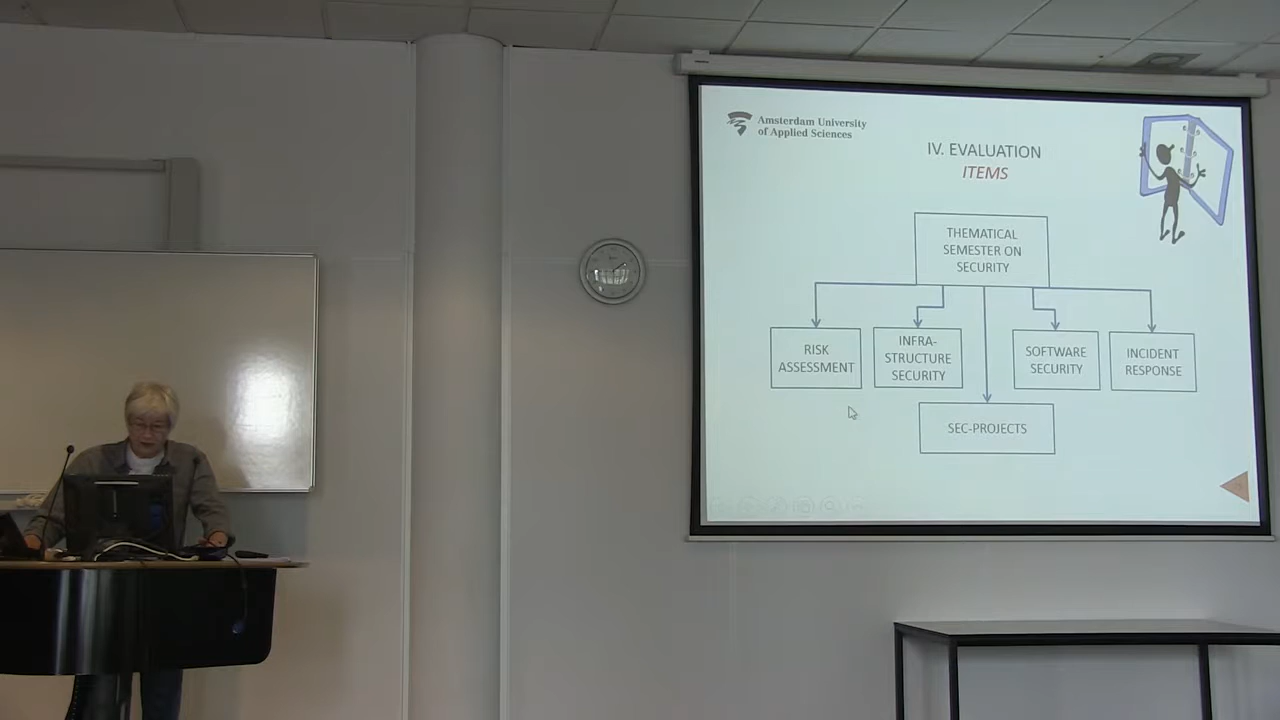 Amsterdam University
of Applied Sciences
IV. EVALUATION
ITEMS
THEMATICAL
SEMESTER ON
SECURITY
RISK
ASSESSMENT
INFRA-
STRUCTURE
SECURITY
SOFTWARE
SECURITY
INCIDENT
RESPONSE
SEC-PROJECTS